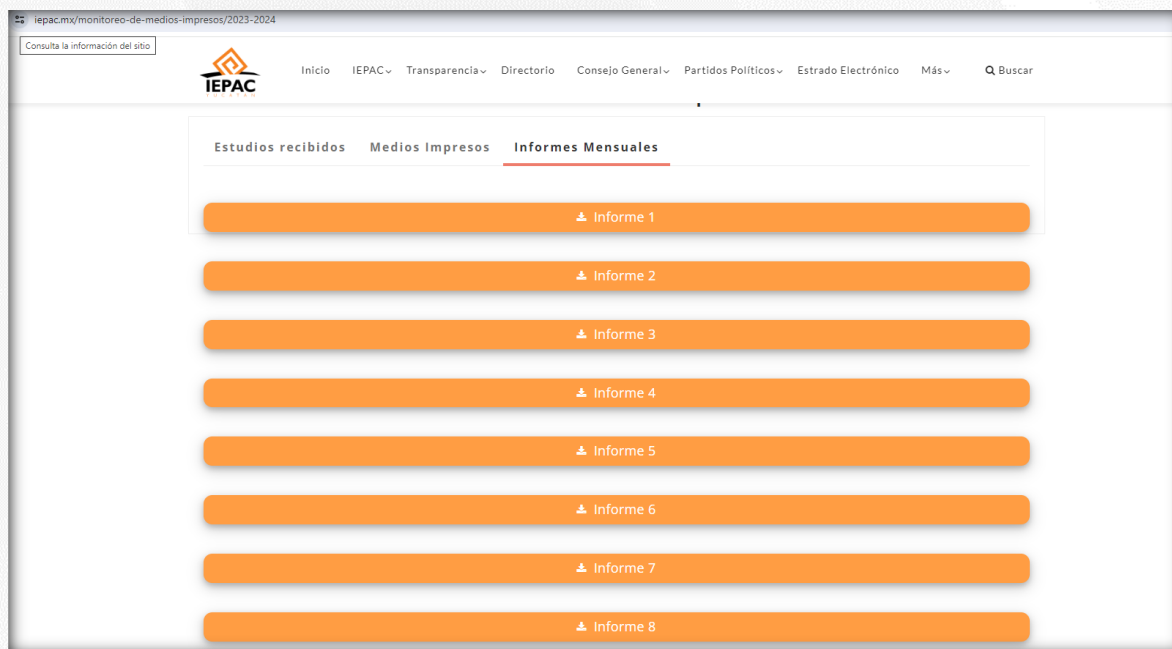 iepac.mx/monitoreo-de-medios-impresos/2023-2024
Consulta la información del sitio
IEPAC
YUCATÁN
Inicio IEPAC Transparencia Directorio Consejo General Partidos Políticos Estrado Electrónico Más Buscar
Estudios recibidos Medios Impresos Informes Mensuales
Informe 1
Informe 2
Informe 3
Informe 4
Informe 5
Informe 6
Informe 7
Informe 8